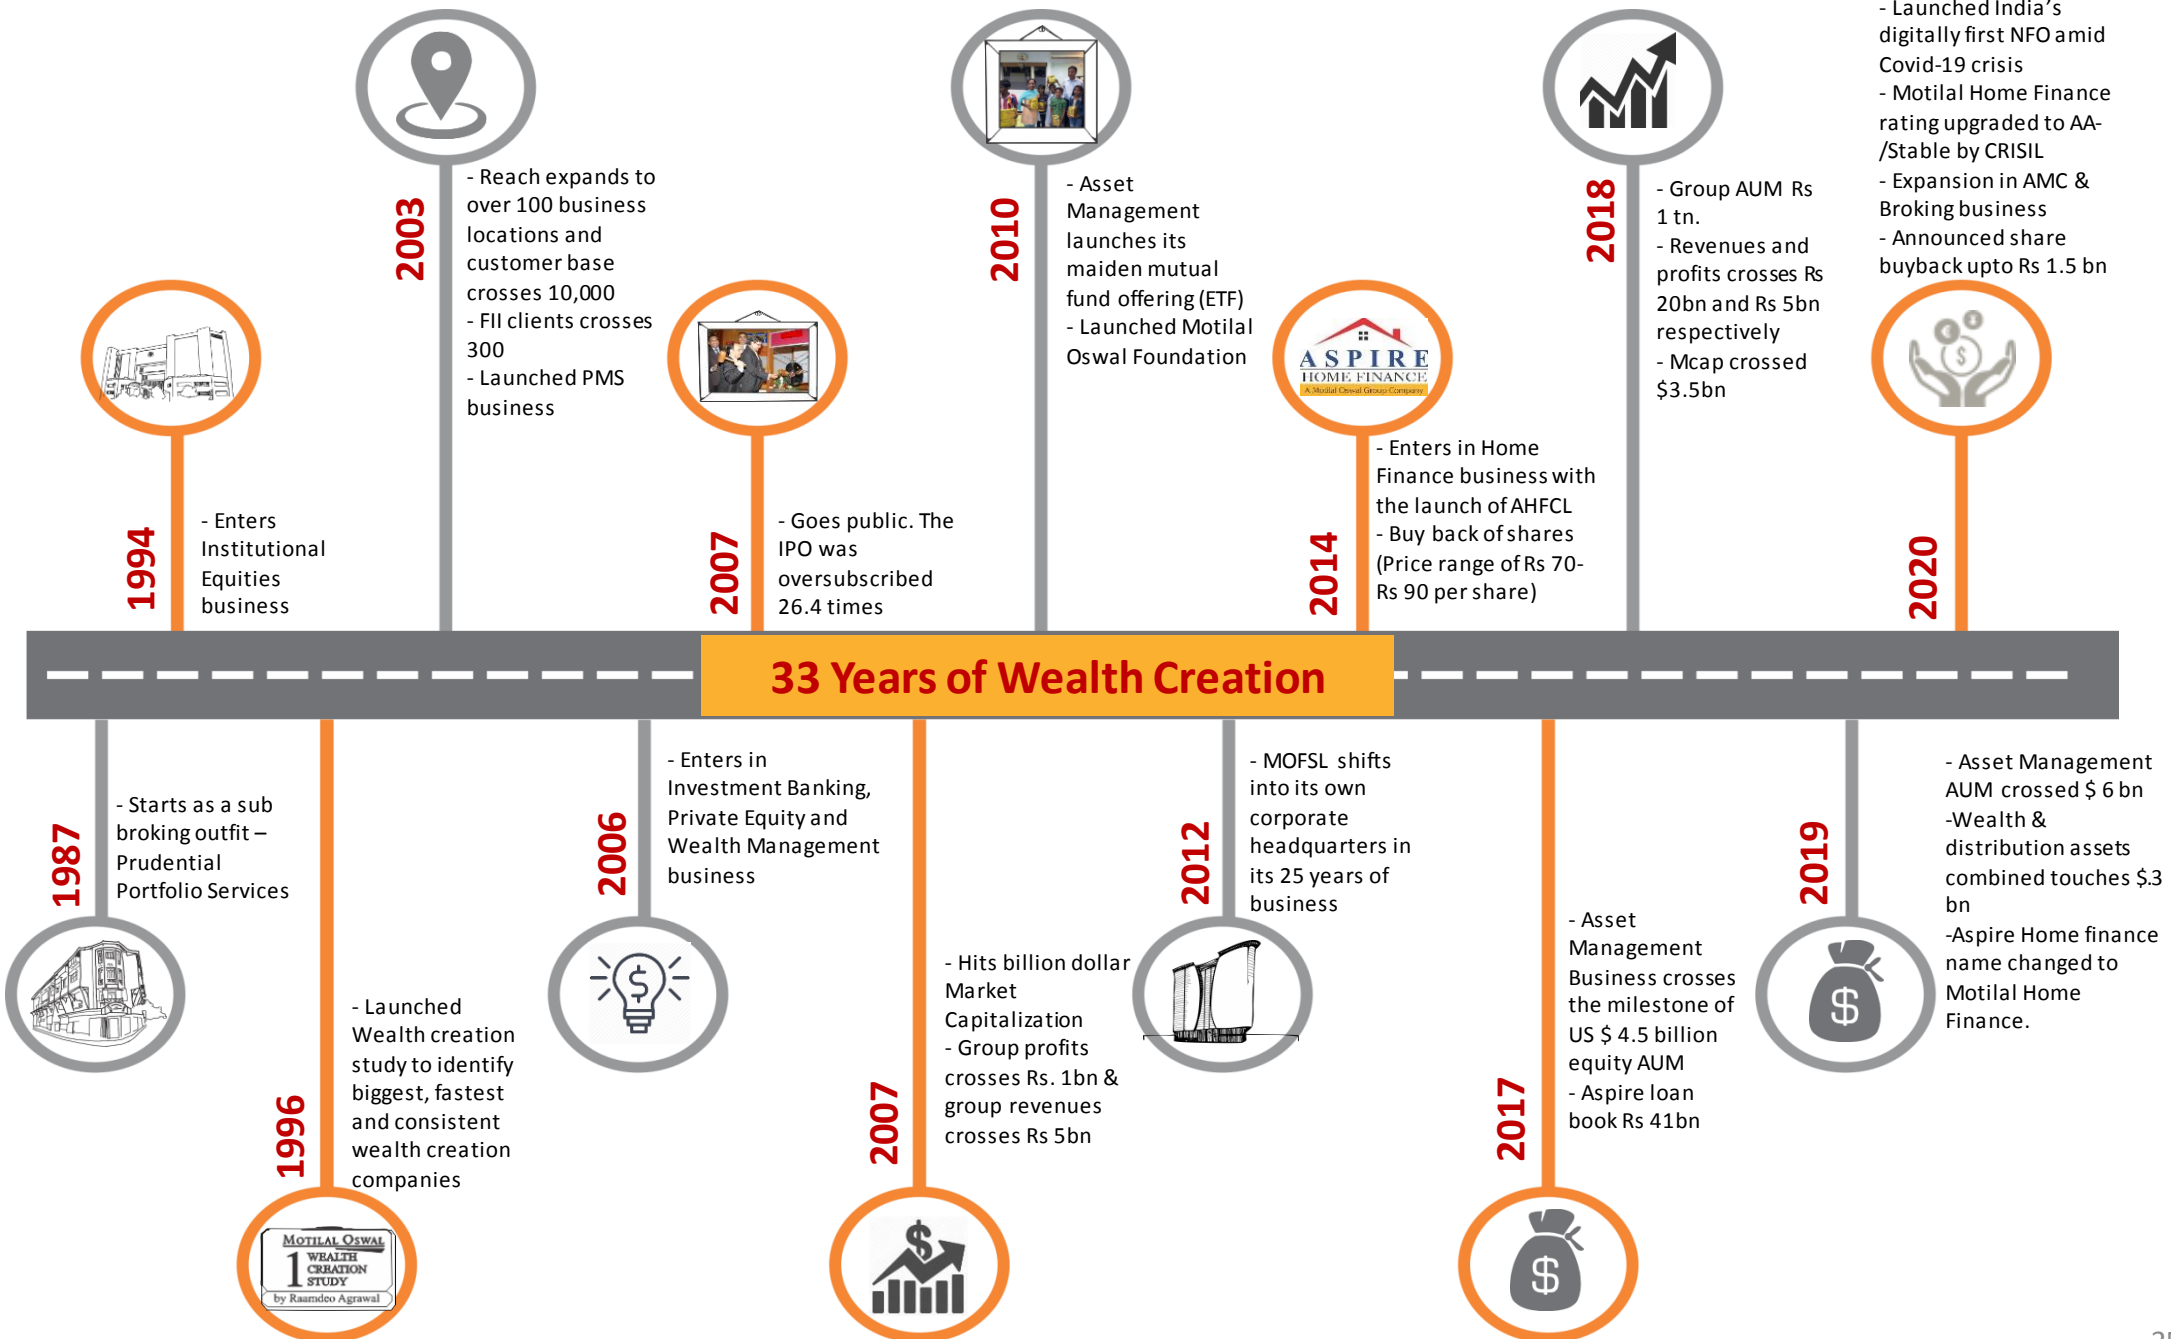 - Launched India's
digitally first NFO amid
Covid-19 crisis
- Motilal Home Finance
rating upgraded to AA-
/Stable by CRISIL
- Expansion in AMC &
Broking business
- Announced share
buyback upto Rs 1.5 bn
2003
- Reach expands to
over 100 business
locations and
customer base
crosses 10,000
- FII clients crosses
300
- Launched PMS
business
2010
- Asset
Management
launches its
maiden mutual
fund offering (ETF)
- Launched Motilal
Oswal Foundation
2018
- Group AUM Rs
1 tn.
- Revenues and
profits crosses Rs
20bn and Rs 5bn
respectively
- Mcap crossed
$3.5bn
1994
- Enters
Institutional
Equities
business
2007
- Goes public. The
IPO was
oversubscribed
26.4 times
ASPIRE
HOME FINANCE
A Motilal Oswal Group Company
2014
- Enters in Home
Finance business with
the launch of AHFCL
- Buy back of shares
(Price range of Rs 70-
Rs 90 per share)
2020
33 Years of Wealth Creation
1987
- Starts as a sub
broking outfit –
Prudential
Portfolio Services
1996
- Launched
Wealth creation
study to identify
biggest, fastest
and consistent
wealth creation
companies
MOTILAL OSWAL
1 WEALTH
CREATION
STUDY
by Raamdeo Agrawal
2006
- Enters in
Investment Banking,
Private Equity and
Wealth Management
business
$
2007
- Hits billion dollar
Market
Capitalization
- Group profits
crosses Rs. 1bn &
group revenues
crosses Rs 5bn
$
2012
- MOFSL shifts
into its own
corporate
headquarters in
its 25 years of
business
2017
- Asset
Management
Business crosses
the milestone of
US $ 4.5 billion
equity AUM
- Aspire loan
book Rs 41bn
$
2019
- Asset Management
AUM crossed $ 6 bn
-Wealth &
distribution assets
combined touches $.3
bn
-Aspire Home finance
name changed to
Motilal Home
Finance.
$